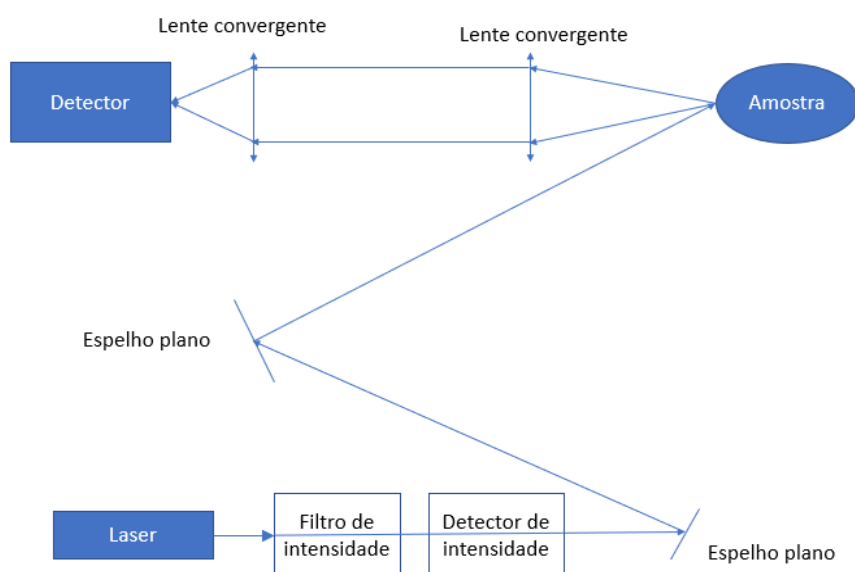 Lente convergente
Lente convergente
Detector
Amostra
Espelho plano
Laser
Filtro de
intensidade
Detector de
intensidade
Espelho plano